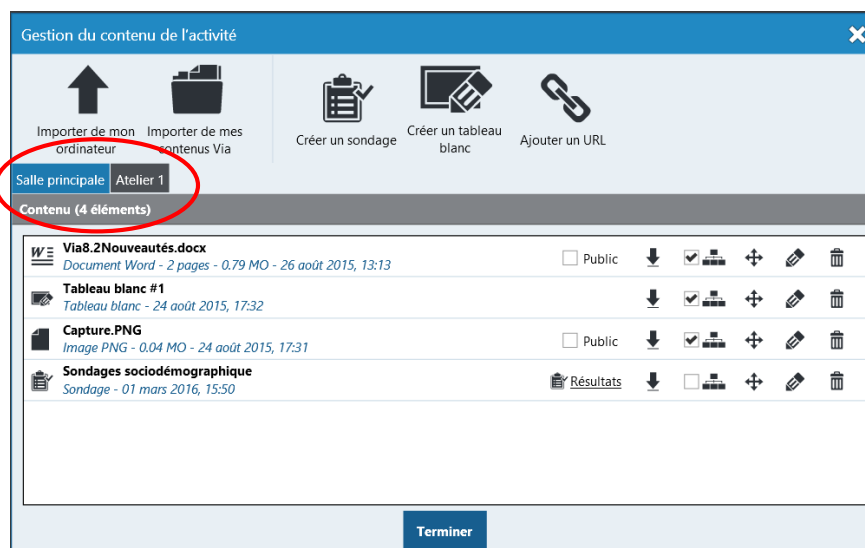 Gestion du contenu de l'activité
Importer de mon
ordinateur
Importer de mes
contenus Via
Créer un sondage
Créer un tableau
blanc
Ajouter un URL
Salle principale
Atelier 1
Contenu (4 éléments)
W
Via8.2Nouveautés.docx
Document Word - 2 pages - 0.79 MO - 26 août 2015, 13:13
Public
Tableau blanc #1
Tableau blanc - 24 août 2015, 17:32
Capture.PNG
Image PNG - 0.04 MO - 24 août 2015, 17:31
Public
Sondages sociodémographique
Sondage - 01 mars 2016, 15:50
Résultats
Terminer